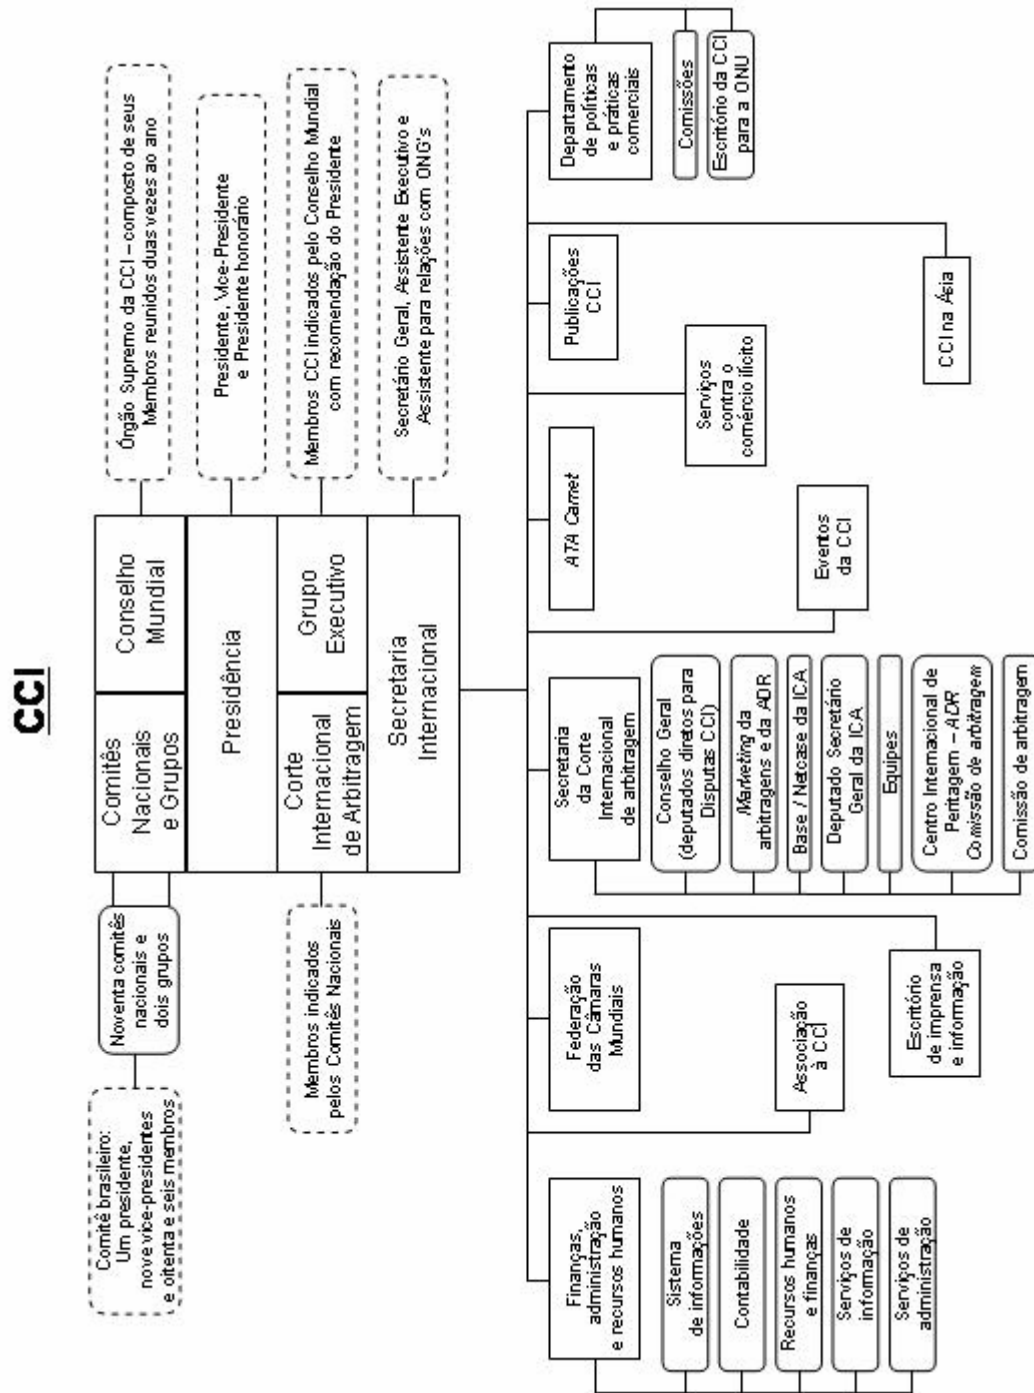 CCI
Comitê brasileiro:
Um presidente,
nove vice-presidentes
e oitenta e seis membros
Noventa comitês
nacionais e
dois grupos
Comitês
Nacionais
e Grupos
Conselho
Mundial
Órgão Supremo da CCI – composto de seus
Membros reunidos duas vezes ao ano
Presidência
Presidente, Vice-Presidente
e Presidente honorário
Membros indicados
pelos Comitês Nacionais
Corte
Internacional
de Arbitragem
Grupo
Executivo
Membros CCI indicados pelo Conselho Mundial
com recomendação do Presidente
Secretaria
Internacional
Secretário Geral, Assistente Executivo e
Assistente para relações com ONG's
Finanças,
administração
e recursos humanos
Sistema
de informações
Contabilidade
Recursos humanos
e finanças
Serviços de
informação
Serviços de
administração
Associação
à CCI
Federação
das Câmaras
Mundiais
Escritório
de imprensa
e informação
Secretaria
da Corte
Internacional
de arbitragem
Conselho Geral
(deputados diretos para
Disputas CCI)
Marketing da
arbitragens e da ADR
Base / Netcase da ICA
Deputado Secretário
Geral da ICA
Equipes
Centro Internacional de
Peritagem – ADR
Comissão de arbitragem
Comissão de arbitragem
Eventos
da CCI
ATA Carnet
Serviços
contra o
comércio ilícito
Publicações
CCI
CCI na Ásia
Departamento
de políticas
e práticas
comerciais
Comissões
Escritório da CCI
para a ONU